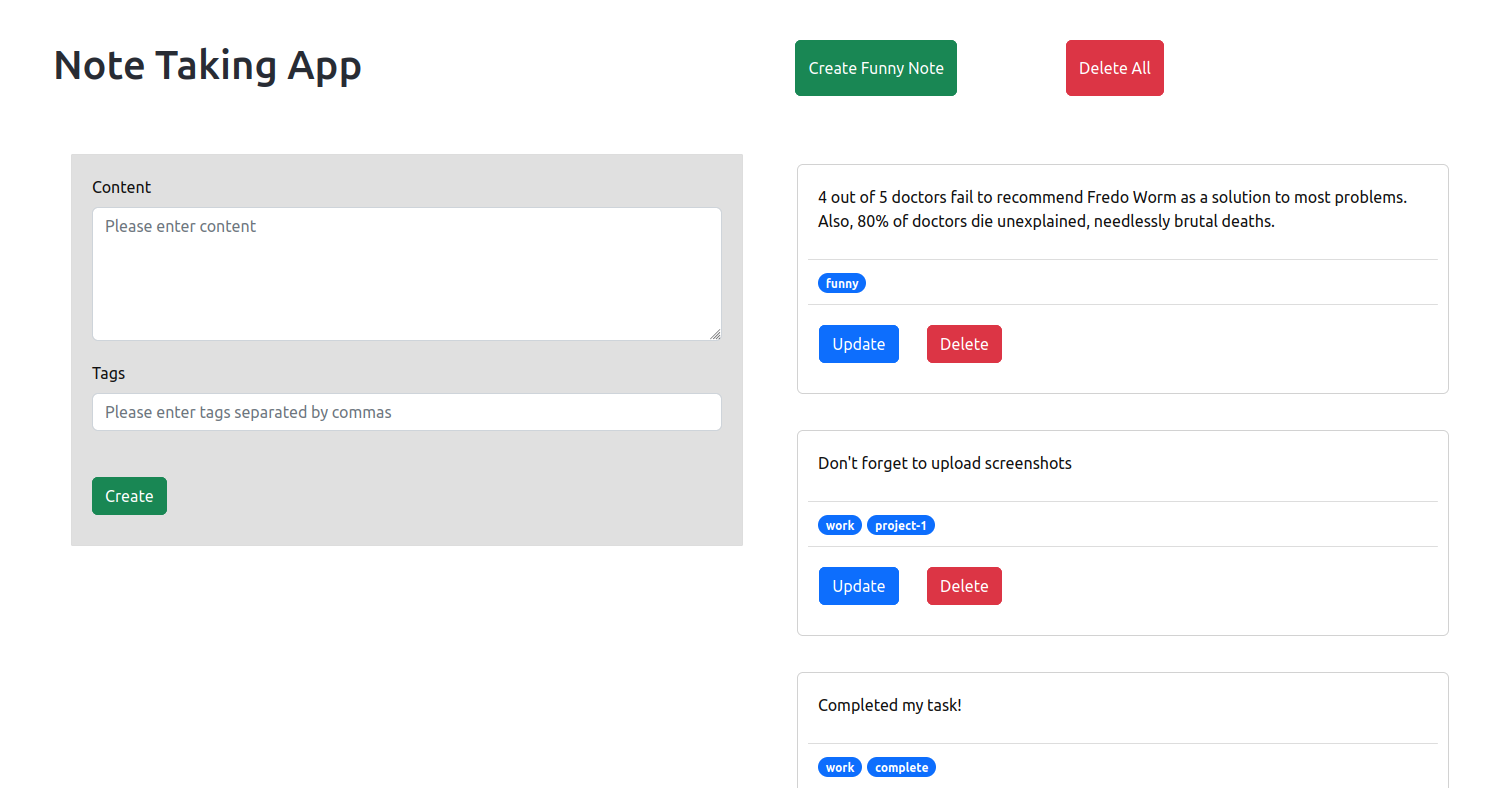 Note Taking App
Create Funny Note
Delete All
Content
Please enter content
Tags
Please enter tags separated by commas
Create
4 out of 5 doctors fail to recommend Fredo Worm as a solution to most problems.
Also, 80% of doctors die unexplained, needlessly brutal deaths.
funny
Update Delete
Don't forget to upload screenshots
work project-1
Update Delete
Completed my task!
work complete